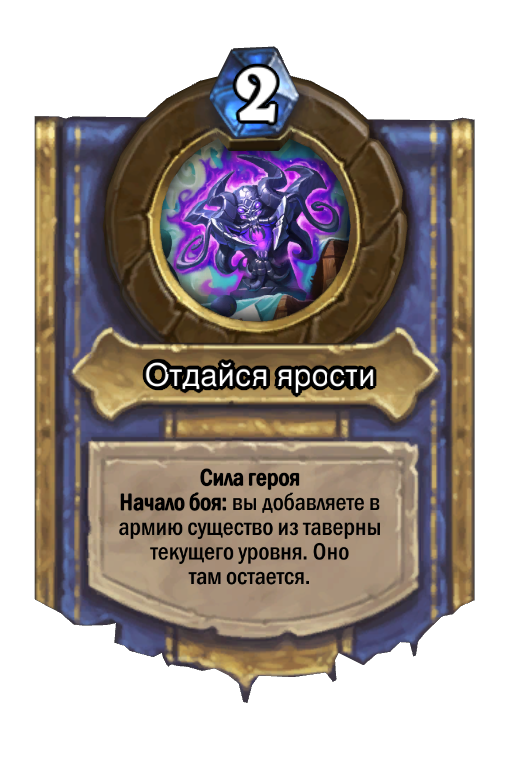 2
Отдайся ярости
Сила героя
Начало боя: вы добавляете в
армию существо из таверны
текущего уровня. Оно
там остается.